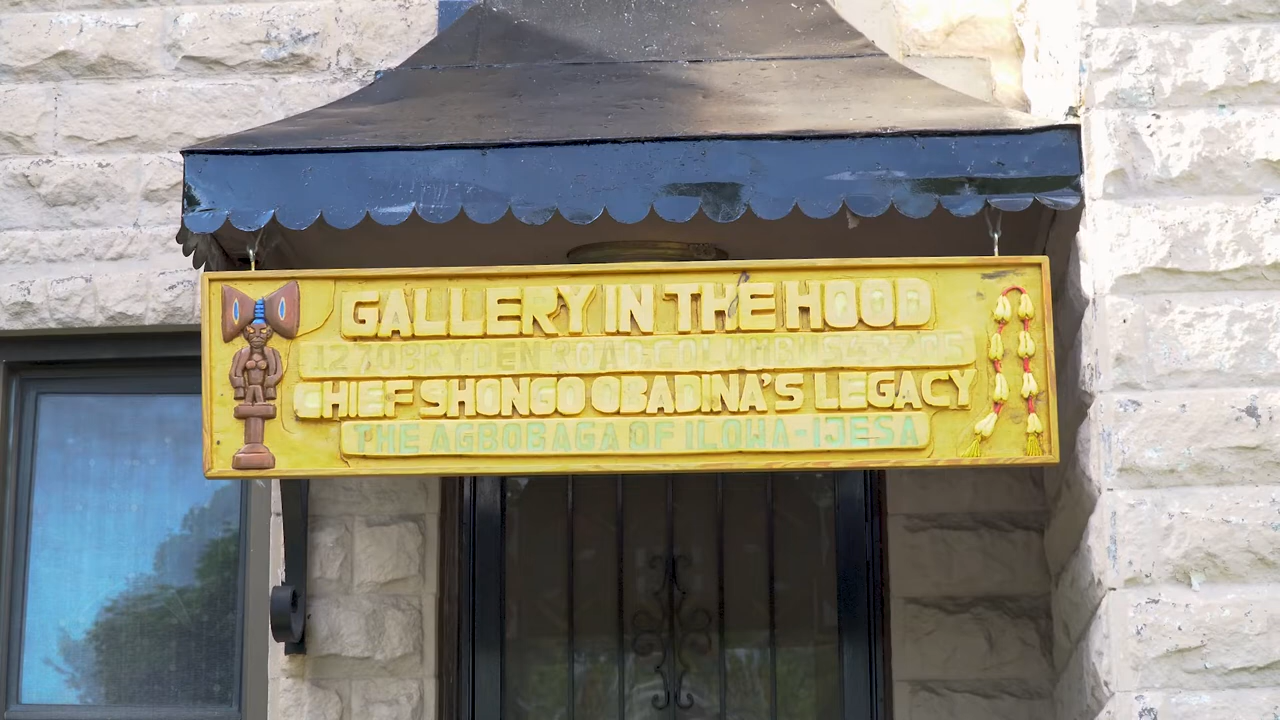 GALLERY IN THE HOOD
1270 BRYDEN ROAD COLUMBUS 43205
CHIEF SHONGO OBADINA'S LEGACY
THE AGBOBAGA OF ILOWA-IJESA